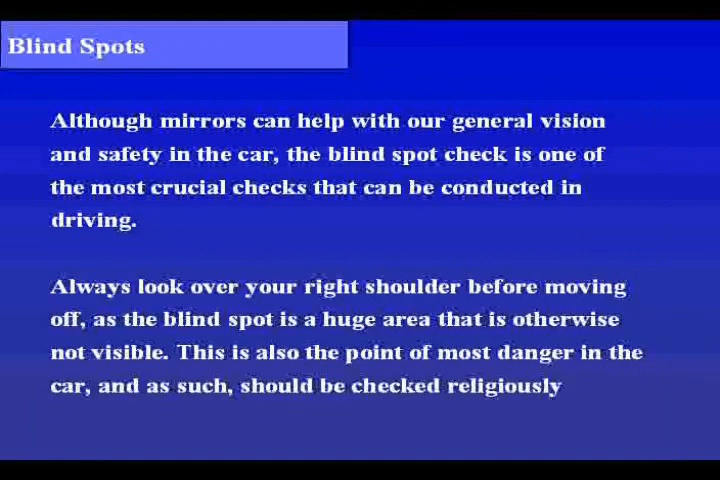 Blind Spots
Although mirrors can help with our general vision
and safety in the car, the blind spot check is one of
the most crucial checks that can be conducted in
driving.
Always look over your right shoulder before moving
off, as the blind spot is a huge area that is otherwise
not visible. This is also the point of most danger in the
car, and as such, should be checked religiously